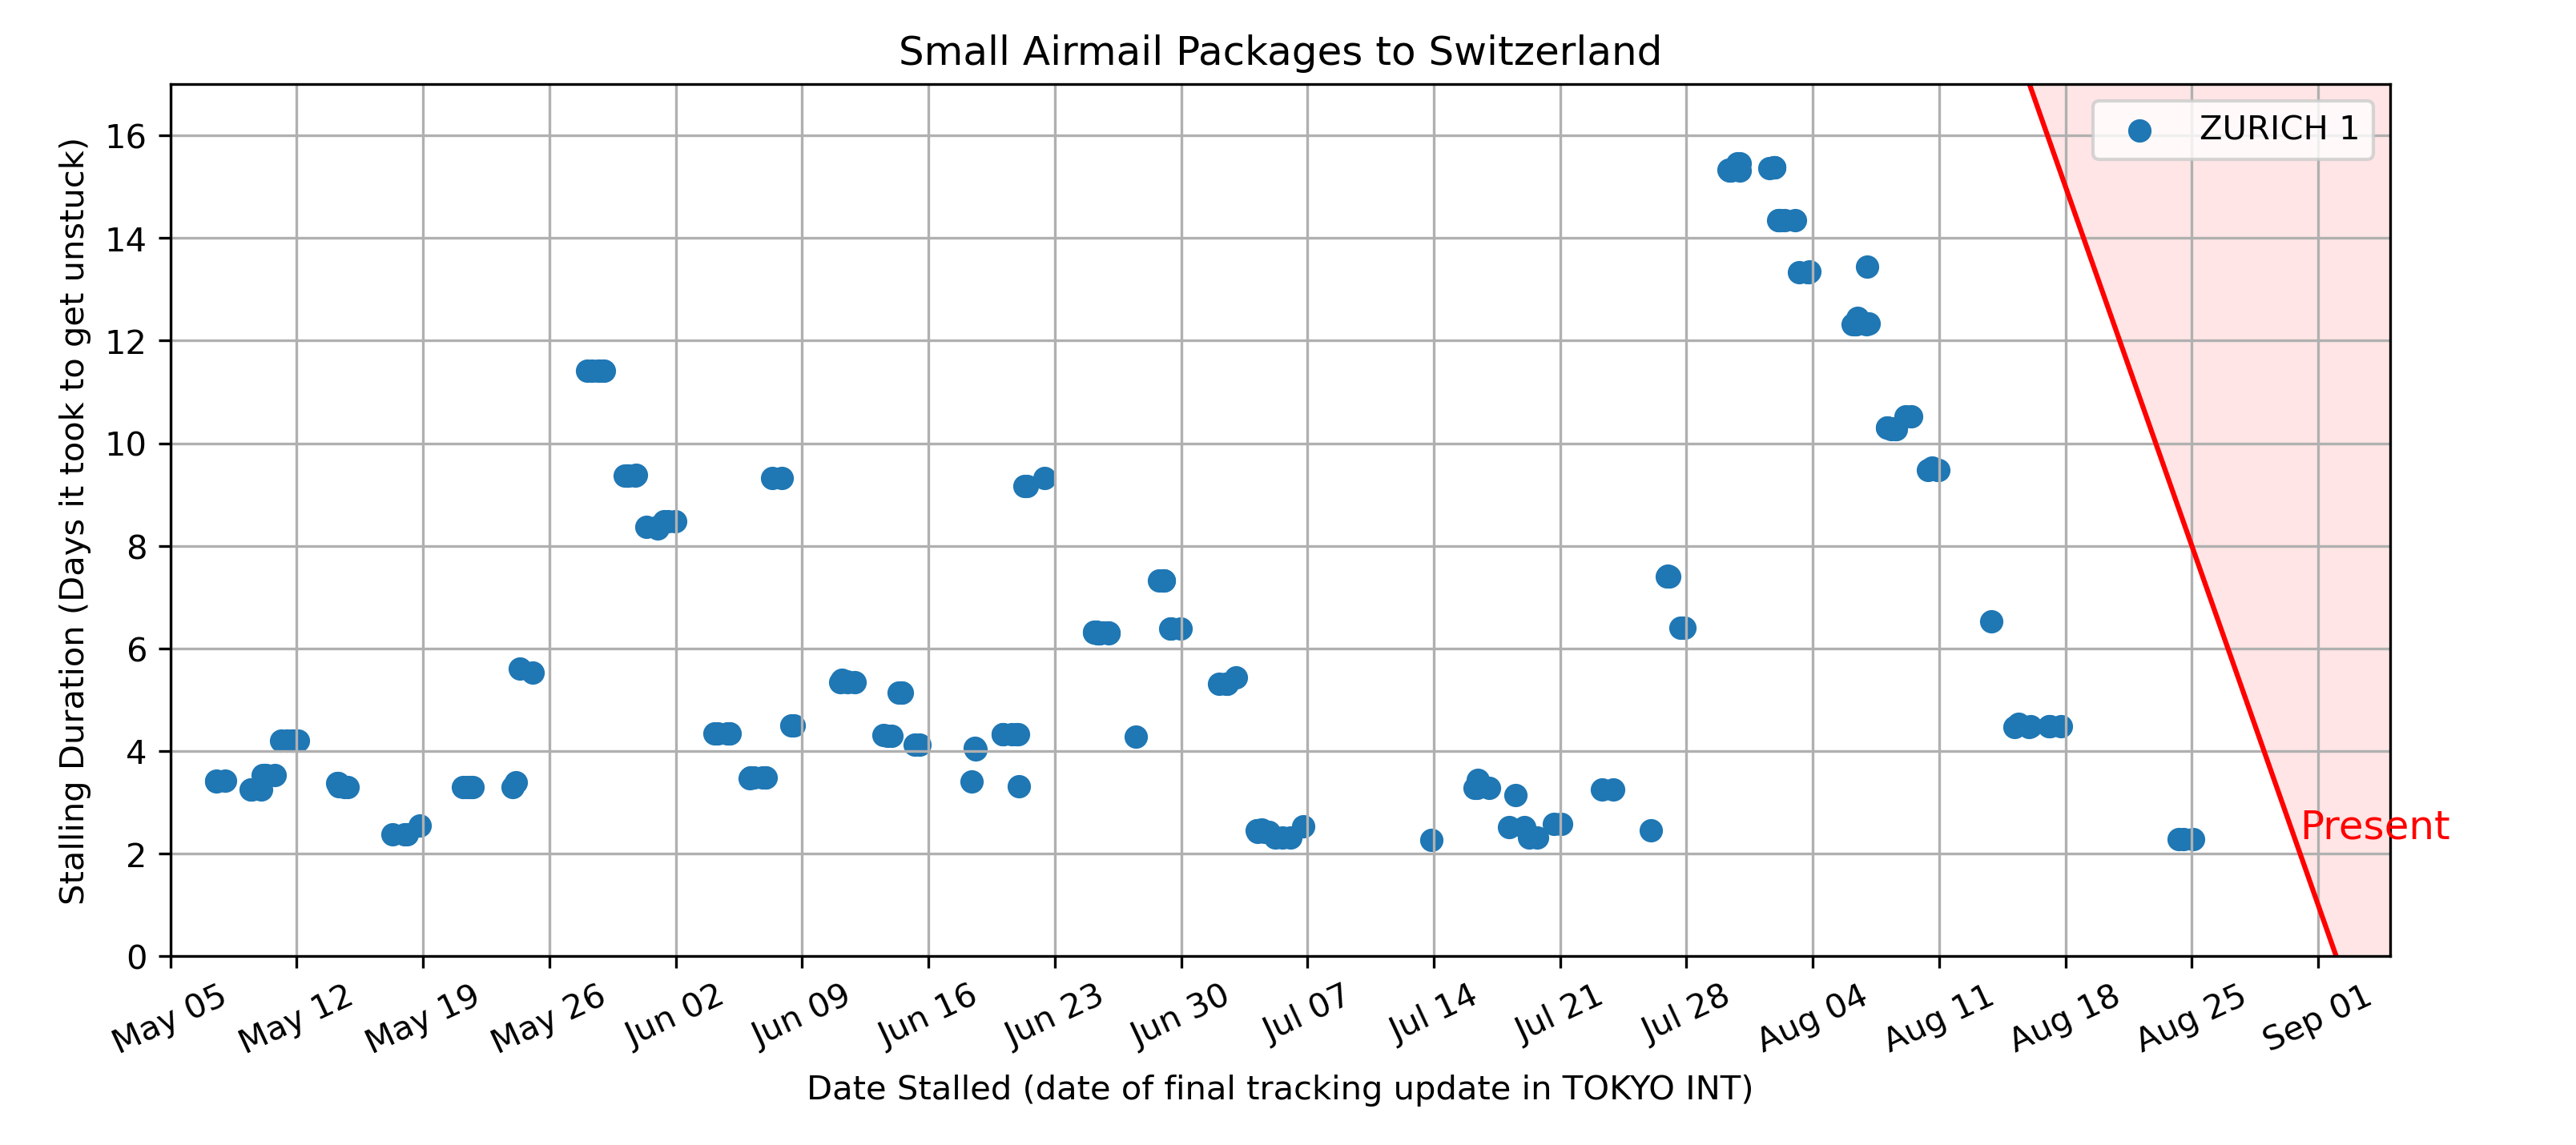 Small Airmail Packages to Switzerland
ZURICH 1
Stalling Duration (Days it took to get unstuck)
16
14
12
10
8
6
4
2
0
Present
May 05
May 12
May 19
May 26
Jun 02
Jun 09
Jun 16
Jun 23
Jun 30
Jul 07
Jul 14
Jul 21
Jul 28
Aug 04
Aug 11
Aug 18
Aug 25
Sep 01
Date Stalled (date of final tracking update in TOKYO INT)